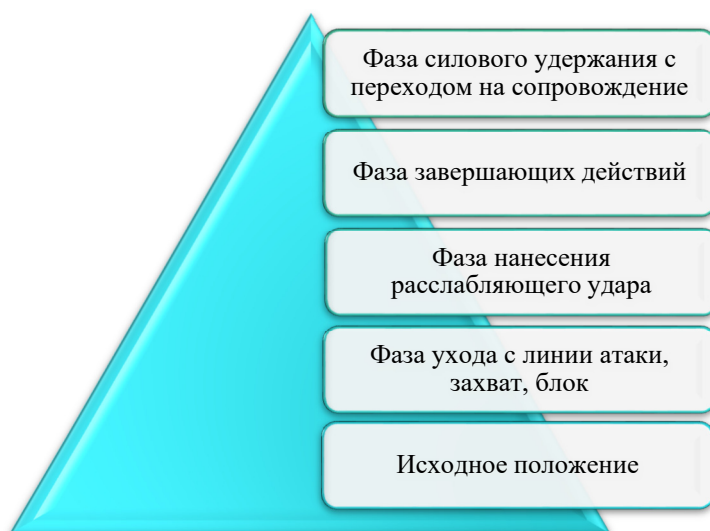 Фаза силового удержания с
переходом на сопровождение
Фаза завершающих действий
Фаза нанесения
расслабляющего удара
Фаза ухода с линии атаки,
захват, блок
Исходное положение